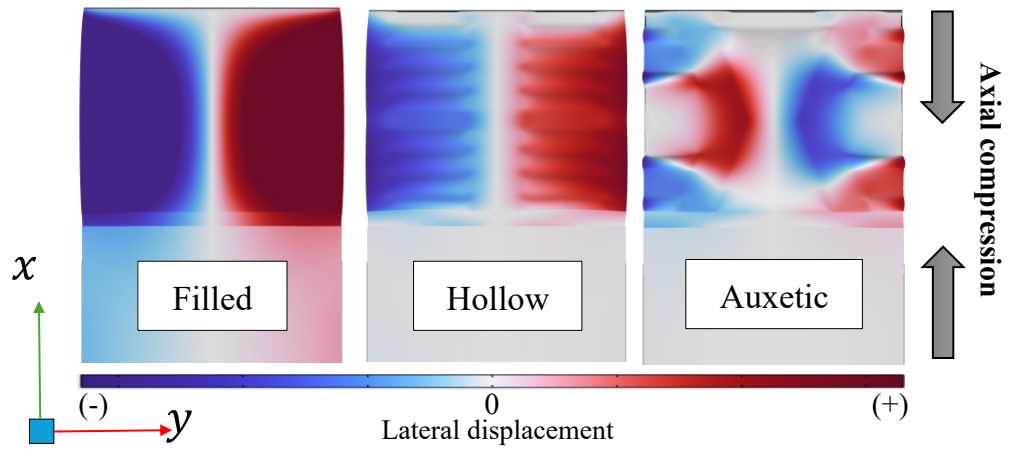 Filled
Hollow
Auxetic
Axial compression
x
y
(-)
0
(+)
Lateral displacement